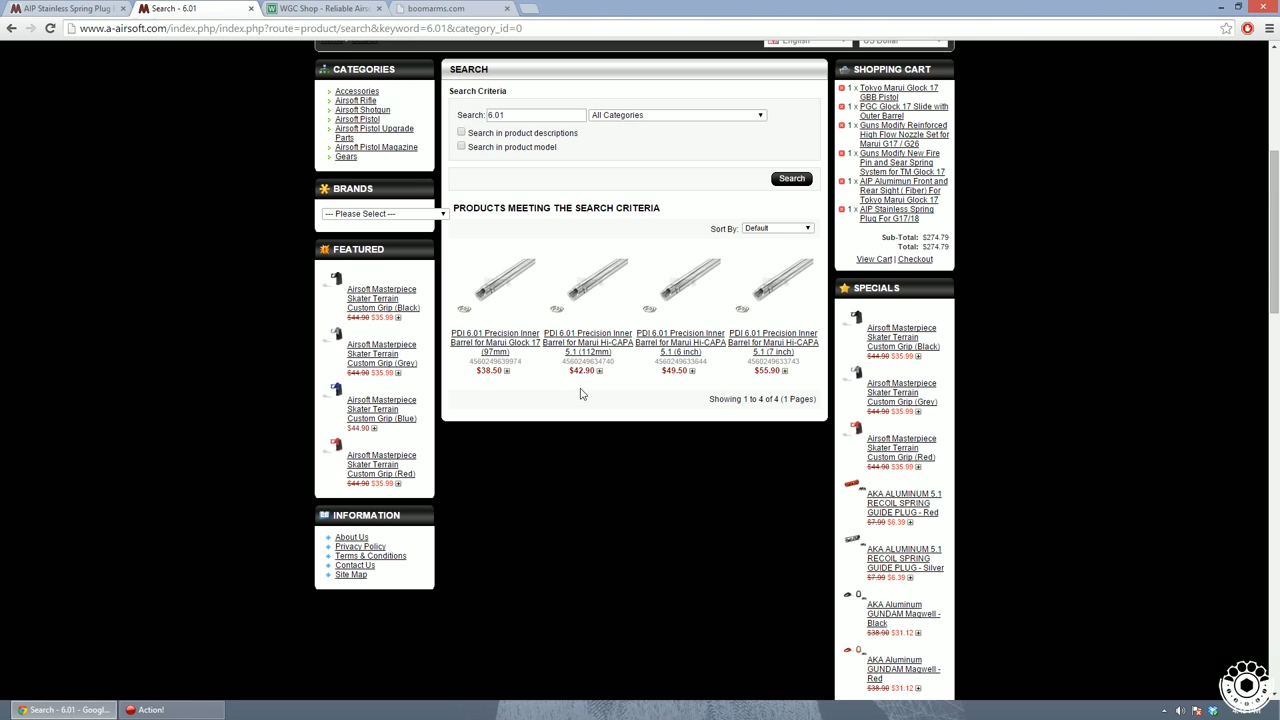 AIP Stainless Spring Plug
Search - 6.01
WGC Shop - Reliable Airso
boomarms.com
www.a-airsoft.com/index.php/index.php?route=product/search&keyword=6.01&category_id=0
English
US Dollar
CATEGORIES
Accessories
Airsoft Rifle
Airsoft Shotgun
Airsoft Pistol
Airsoft Pistol Upgrade
Parts
Airsoft Pistol Magazine
Gears
BRANDS
--- Please Select ---
FEATURED
Airsoft Masterpiece
Skater Terrain
Custom Grip (Black)
$44.90 $35.99
Airsoft Masterpiece
Skater Terrain
Custom Grip (Grey)
$44.90 $35.99
Airsoft Masterpiece
Skater Terrain
Custom Grip (Blue)
$44.90
Airsoft Masterpiece
Skater Terrain
Custom Grip (Red)
$44.90 $35.99
INFORMATION
About Us
Privacy Policy
Terms & Conditions
Contact Us
Site Map
SEARCH
Search Criteria
Search: 6.01 All Categories
Search in product descriptions
Search in product model
Search
PRODUCTS MEETING THE SEARCH CRITERIA
Sort By: Default
PDI 6.01 Precision Inner
Barrel for Marui Glock 17
(97mm)
4560249639974
$38.50
PDI 6.01 Precision Inner
Barrel for Marui Hi-CAPA
5.1 (112mm)
4560249634740
$42.90
PDI 6.01 Precision Inner
Barrel for Marui Hi-CAPA
5.1 (6 inch)
4560249633644
$49.50
PDI 6.01 Precision Inner
Barrel for Marui Hi-CAPA
5.1 (7 inch)
4560249633743
$55.90
Showing 1 to 4 of 4 (1 Pages)
SHOPPING CART
1 x Tokyo Marui Glock 17
GBB Pistol
1 x PGC Glock 17 Slide with
Outer Barrel
1 x Guns Modify Reinforced
High Flow Nozzle Set for
Marui G17 / G26
1 x Guns Modify New Fire
Pin and Sear Spring
System for TM Glock 17
1 x AIP Alumimun Front and
Rear Sight ( Fiber) For
Tokyo Marui Glock 17
1 x AIP Stainless Spring
Plug For G17/18
Sub-Total: $274.79
Total: $274.79
View Cart | Checkout
SPECIALS
Airsoft Masterpiece
Skater Terrain
Custom Grip (Black)
$44.90 $35.99
Airsoft Masterpiece
Skater Terrain
Custom Grip (Grey)
$44.90 $35.99
Airsoft Masterpiece
Skater Terrain
Custom Grip (Red)
$44.90 $35.99
AKA ALUMINUM 5.1
RECOIL SPRING
GUIDE PLUG - Red
$7.99 $6.39
AKA ALUMINUM 5.1
RECOIL SPRING
GUIDE PLUG - Silver
$7.99 $6.39
AKA Aluminum
GUNDAM Magwell -
Black
$38.90 $31.12
AKA Aluminum
GUNDAM Magwell -
Red
$38.90 $31.12
Search - 6.01 - Googl...
Action!